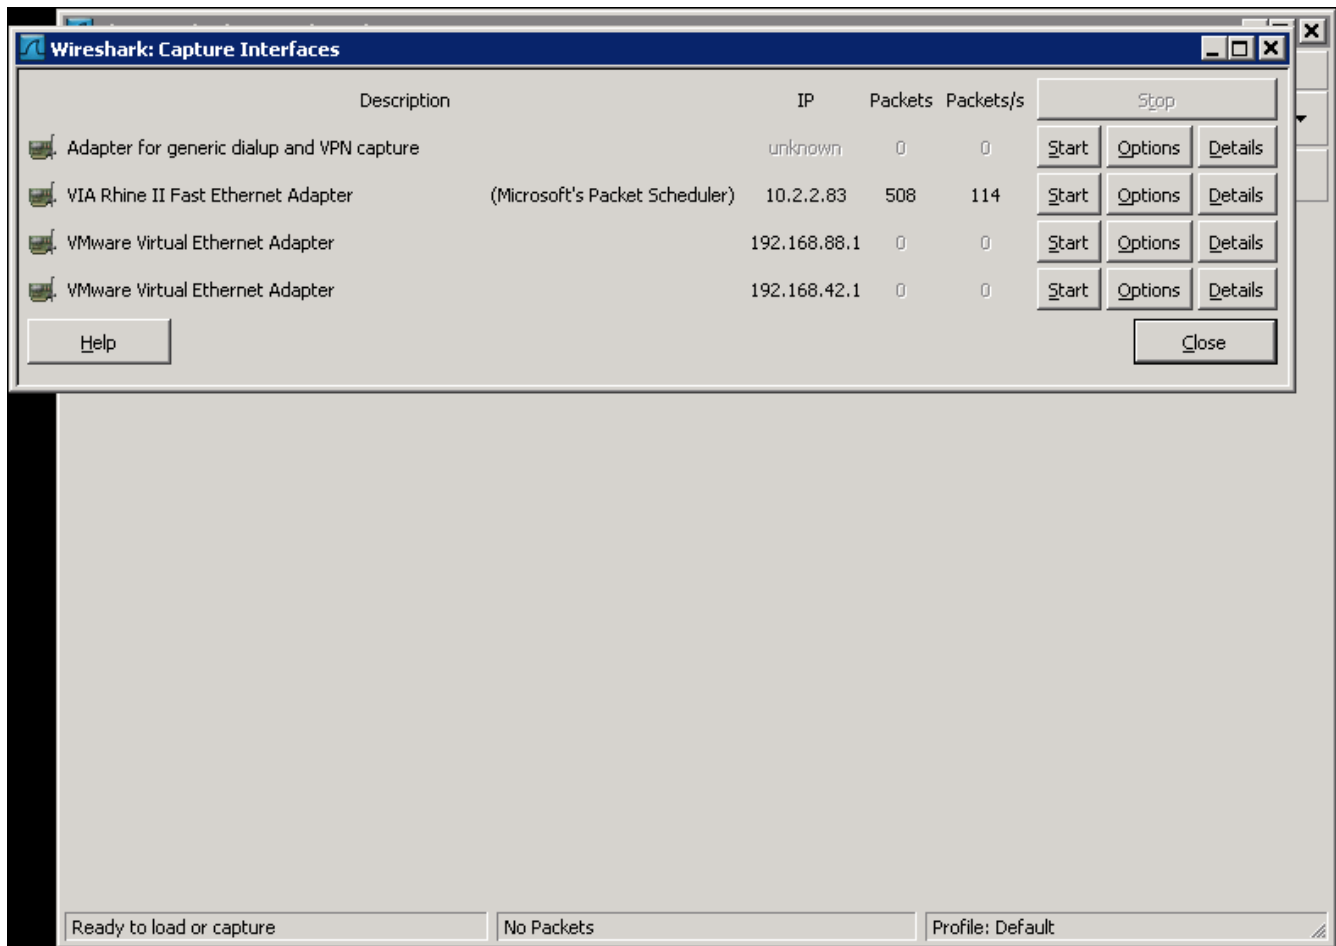 Wireshark: Capture Interfaces
Description IP Packets Packets/s Stop
Adapter for generic dialup and VPN capture unknown 0 0 Start Options Details
VIA Rhine II Fast Ethernet Adapter (Microsoft's Packet Scheduler) 10.2.2.83 508 114 Start Options Details
VMware Virtual Ethernet Adapter 192.168.88.1 0 0 Start Options Details
VMware Virtual Ethernet Adapter 192.168.42.1 0 0 Start Options Details
Help Close
Ready to load or capture No Packets Profile: Default